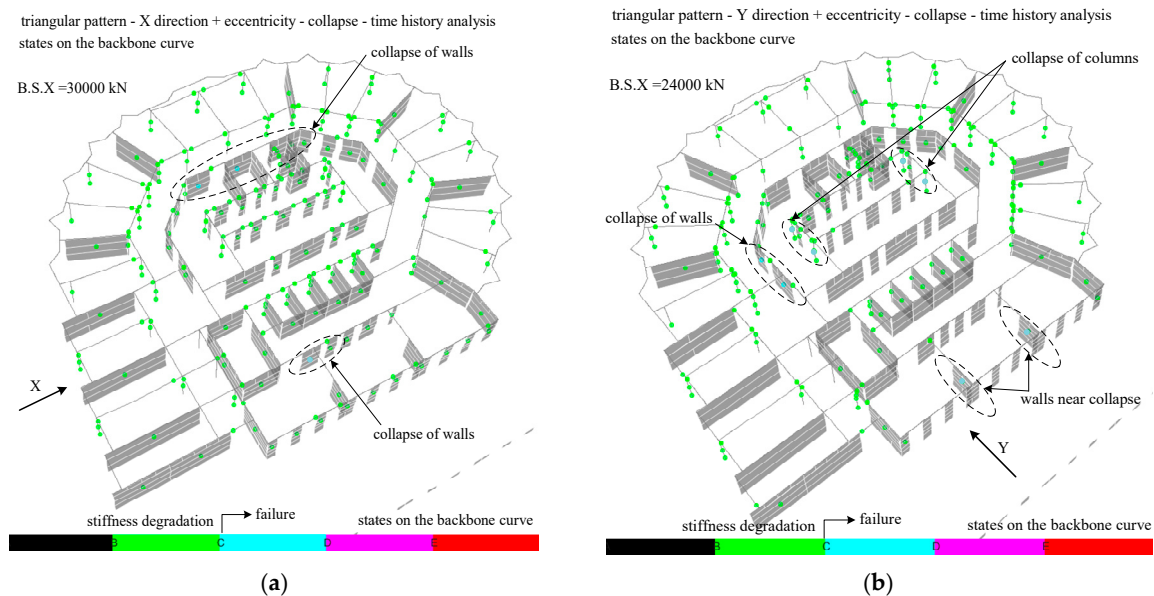 triangular pattern - X direction + eccentricity - collapse - time history analysis
states on the backbone curve
collapse of walls
B.S.X =30000 kN
X
collapse of walls
stiffness degradation
failure
states on the backbone curve
B
C
D
E
(a)
triangular pattern - Y direction + eccentricity - collapse - time history analysis
states on the backbone curve
collapse of columns
B.S.X =24000 kN
collapse of walls
walls near collapse
Y
stiffness degradation
failure
states on the backbone curve
B
C
D
E
(b)